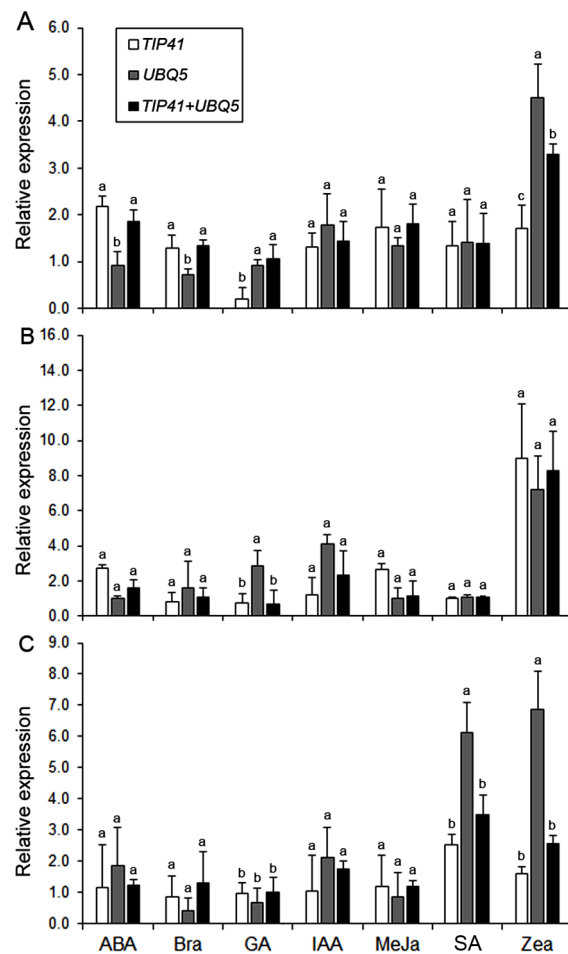 A
TIP41
UBQ5
TIP41+UBQ5
Relative expression
6.0
5.0
4.0
3.0
2.0
1.0
0.0
a b a
a b a
b a a
a a a
a a a
a a a
c a b
B
Relative expression
16.0
14.0
12.0
10.0
8.0
6.0
4.0
2.0
0.0
a a a
a a a
b a b
a a a
a a a
a a a
a a a
C
Relative expression
9.0
8.0
7.0
6.0
5.0
4.0
3.0
2.0
1.0
0.0
a a a
a a a
b b b
a a a
a a a
b a b
b a b
ABA Bra GA IAA MeJa SA Zea